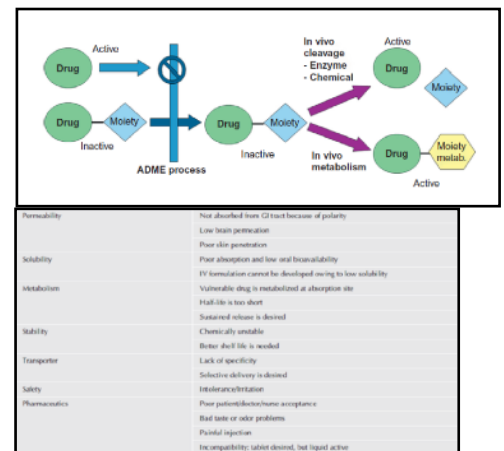 Active
Drug
Drug
Moiety
Inactive
ADME process
Drug
Moiety
Inactive
In vivo
cleavage
- Enzyme
- Chemical
In vivo
metabolism
Active
Drug
Moiety
Drug
Moiety
metab.
Active
Permeability Not absorbed from GI tract because of polarity
Low brain permeation
Poor skin penetration
Solubility Poor absorption and low oral bioavailability
IV formulation cannot be developed owing to low solubility
Metabolism Vulnerable drug is metabolized at absorption site
Half-life is too short
Sustained release is desired
Stability Chemically unstable
Better shelf life is needed
Transporter Lack of specificity
Selective delivery is desired
Safety Intolerance/irritation
Pharmaceutics Poor patient/doctor/nurse acceptance
Bad taste or odor problems
Painful injection
Incompatibility: tablet desired, but liquid active